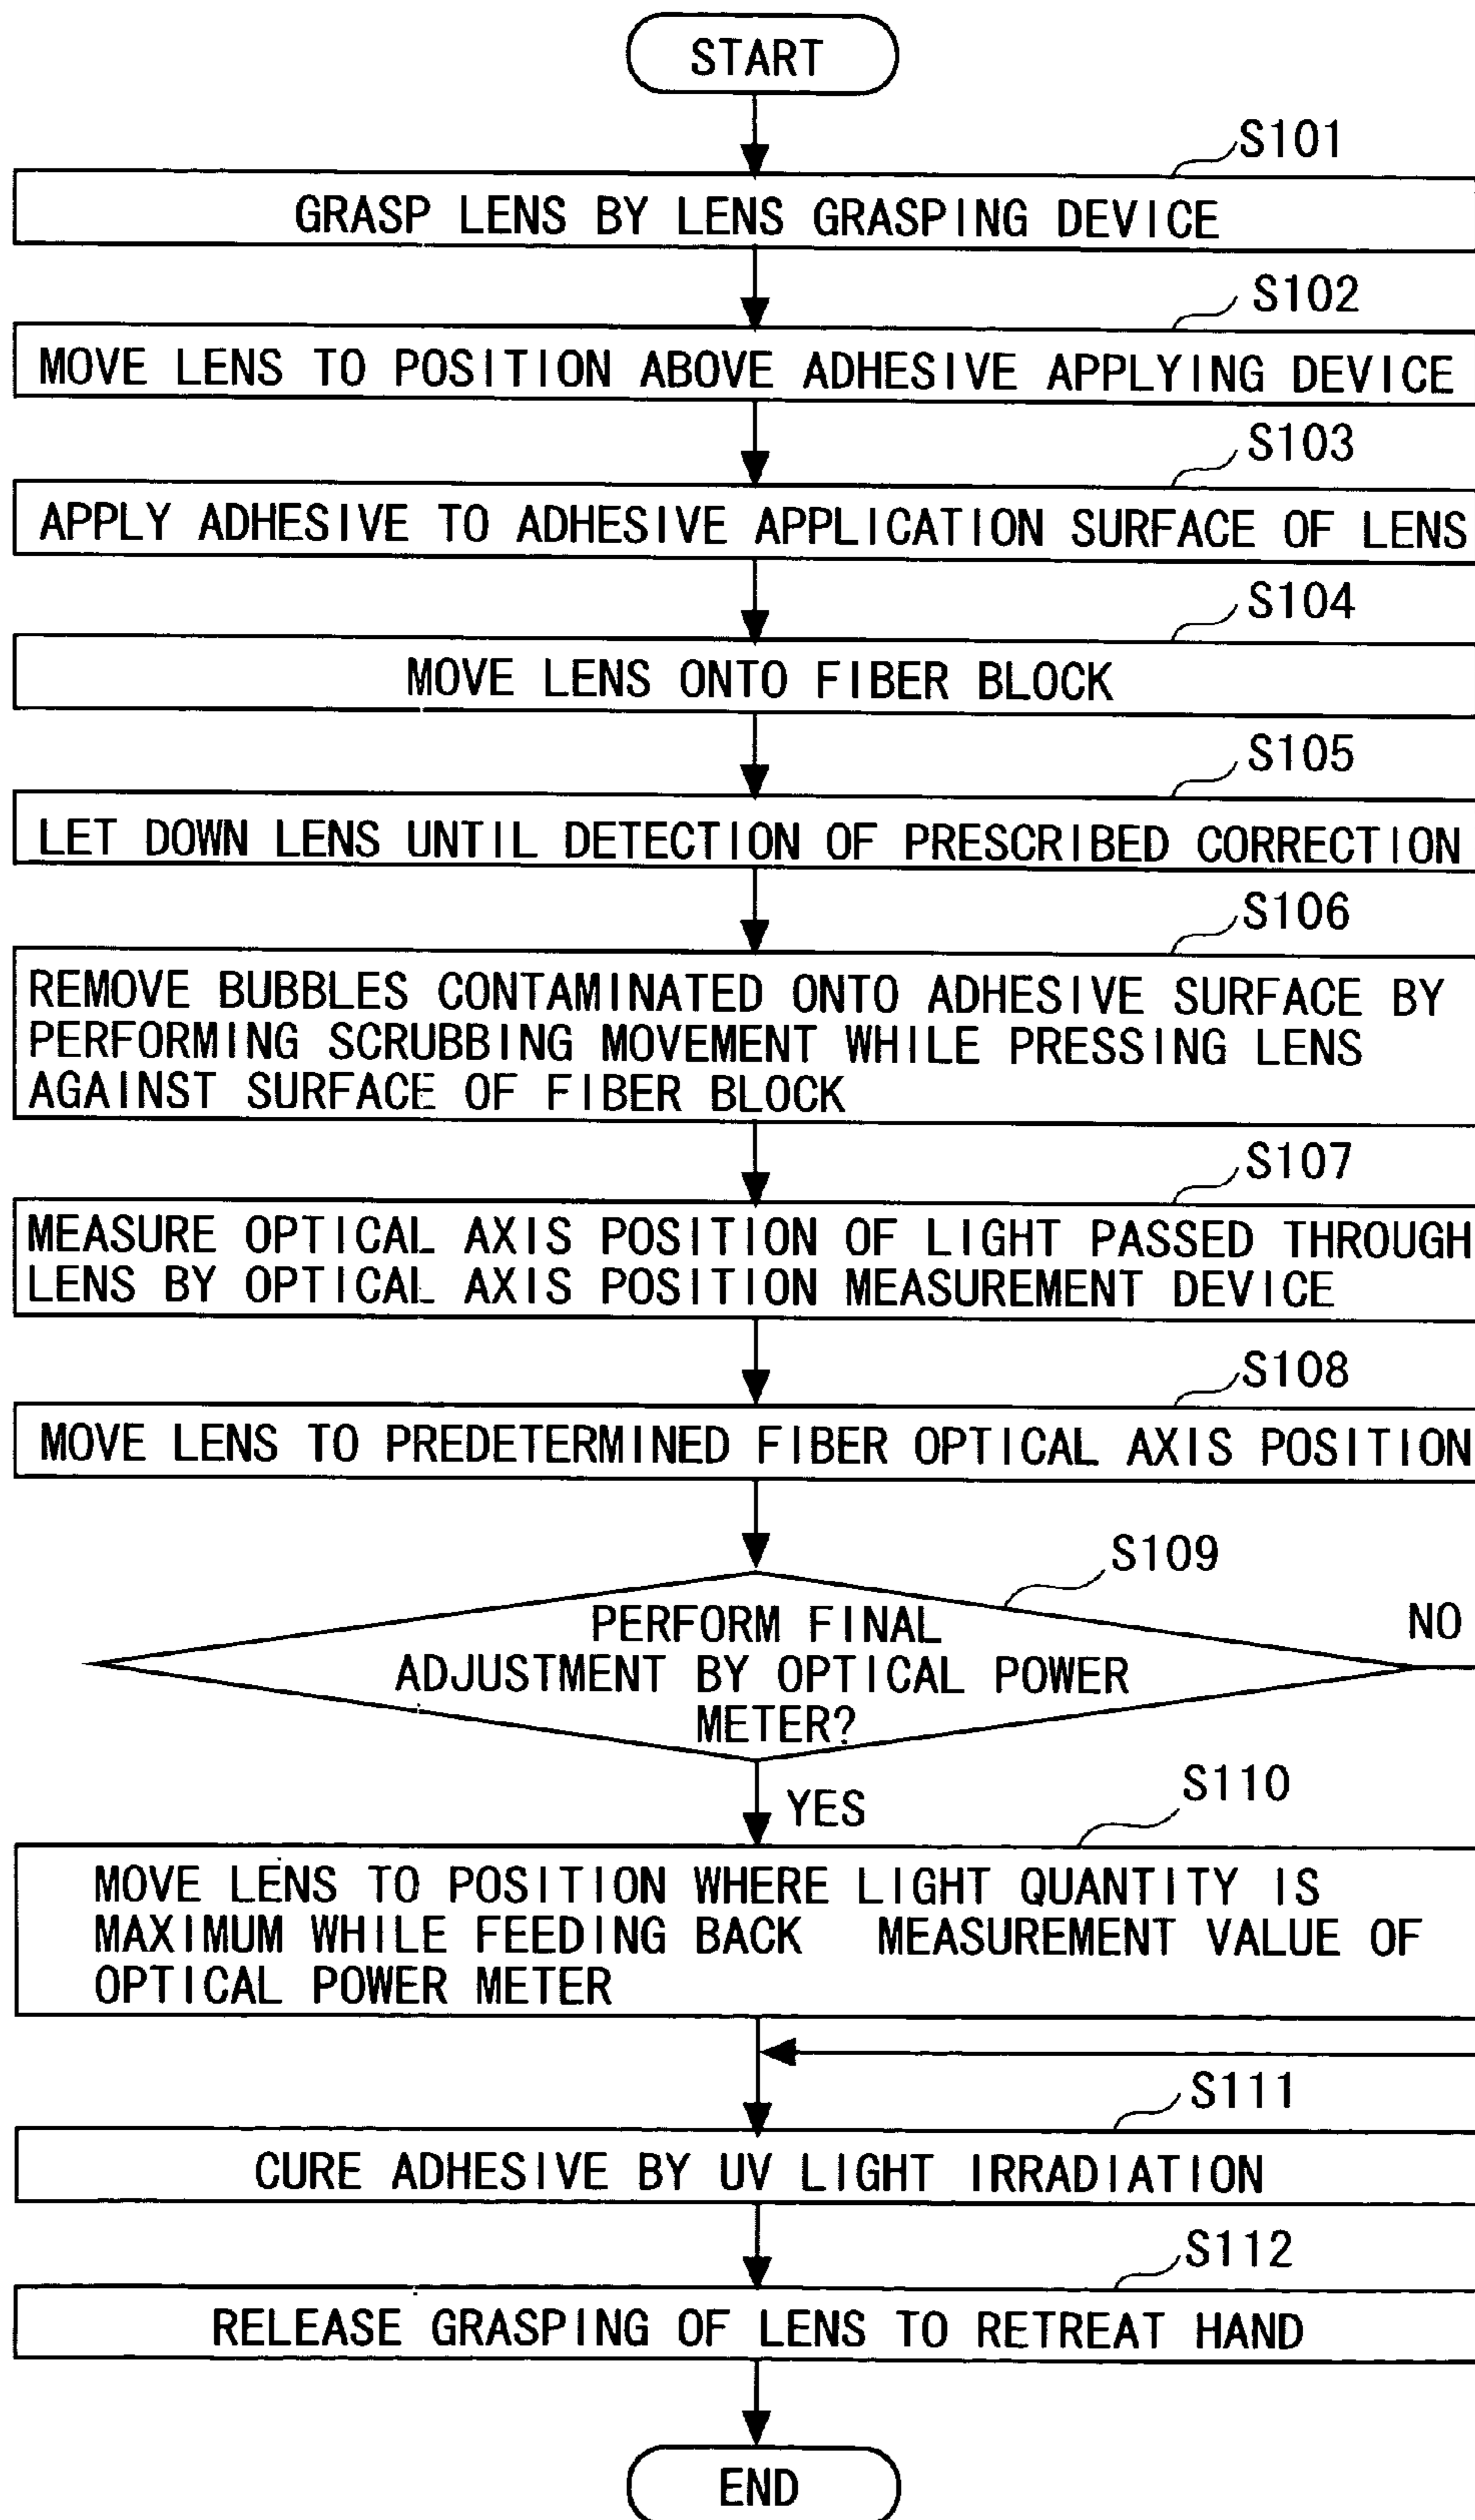 START
S101
GRASP LENS BY LENS GRASPING DEVICE
S102
MOVE LENS TO POSITION ABOVE ADHESIVE APPLYING DEVICE
S103
APPLY ADHESIVE TO ADHESIVE APPLICATION SURFACE OF LENS
S104
MOVE LENS ONTO FIBER BLOCK
S105
LET DOWN LENS UNTIL DETECTION OF PRESCRIBED CORRECTION
S106
REMOVE BUBBLES CONTAMINATED ONTO ADHESIVE SURFACE BY
PERFORMING SCRUBBING MOVEMENT WHILE PRESSING LENS
AGAINST SURFACE OF FIBER BLOCK
S107
MEASURE OPTICAL AXIS POSITION OF LIGHT PASSED THROUGH
LENS BY OPTICAL AXIS POSITION MEASUREMENT DEVICE
S108
MOVE LENS TO PREDETERMINED FIBER OPTICAL AXIS POSITION
S109
PERFORM FINAL
ADJUSTMENT BY OPTICAL POWER
METER?
NO
YES
S110
MOVE LENS TO POSITION WHERE LIGHT QUANTITY IS
MAXIMUM WHILE FEEDING BACK MEASUREMENT VALUE OF
OPTICAL POWER METER
S111
CURE ADHESIVE BY UV LIGHT IRRADIATION
S112
RELEASE GRASPING OF LENS TO RETREAT HAND
END